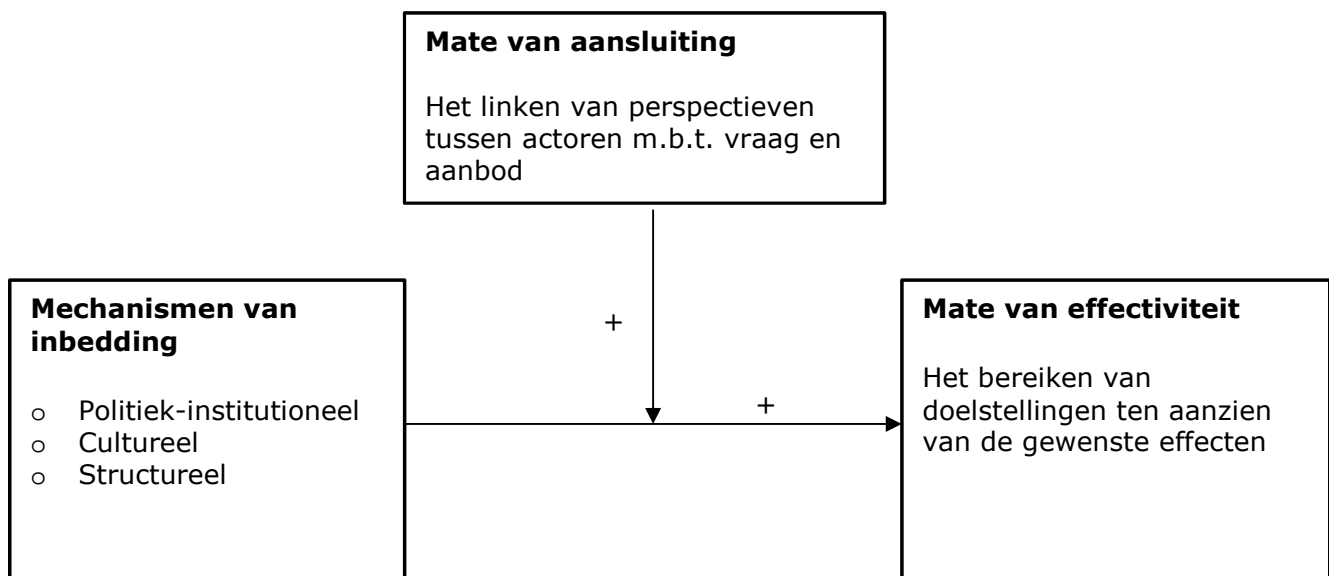 Mate van aansluiting
Het linken van perspectieven
tussen actoren m.b.t. vraag en
aanbod
Mechanismen van
inbedding
o Politiek-institutioneel
o Cultureel
o Structureel
+
+
Mate van effectiviteit
Het bereiken van
doelstellingen ten aanzien
van de gewenste effecten